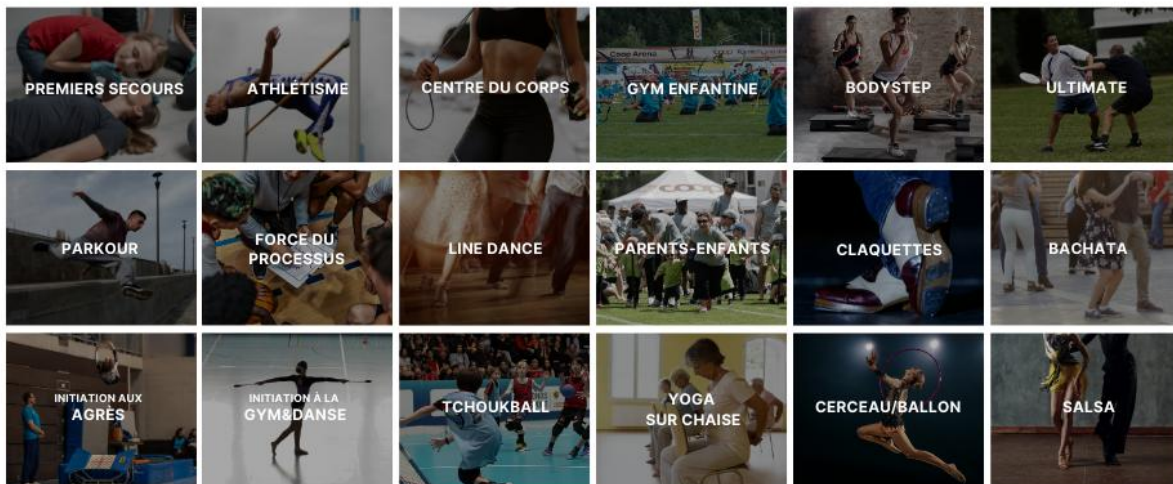 PREMIERS SECOURS
ATHLÉTISME
CENTRE DU CORPS
GYM ENFANTINE
BODYSTEP
ULTIMATE
PARKOUR
FORCE DU
PROCESSUS
LINE DANCE
PARENTS-ENFANTS
CLAQUETTES
BACHATA
INITIATION AUX
AGRÈS
INITIATION À LA
GYM&DANSE
TCHOUKBALL
YOGA
SUR CHAISE
CERCEAU/BALLON
SALSA